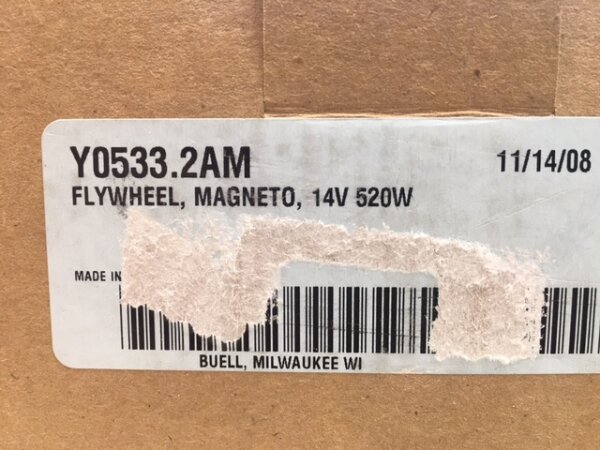 Y0533.2AM 11/14/08
FLYWHEEL, MAGNETO, 14V 520W
MADE IN
BUELL, MILWAUKEE WI